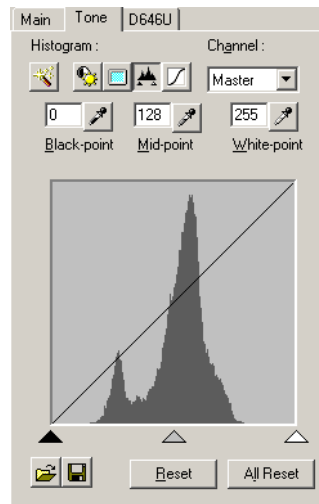 Main Tone D646U
Histogram : Channel :
Master
0 128 255
Black-point Mid-point White-point
Reset All Reset